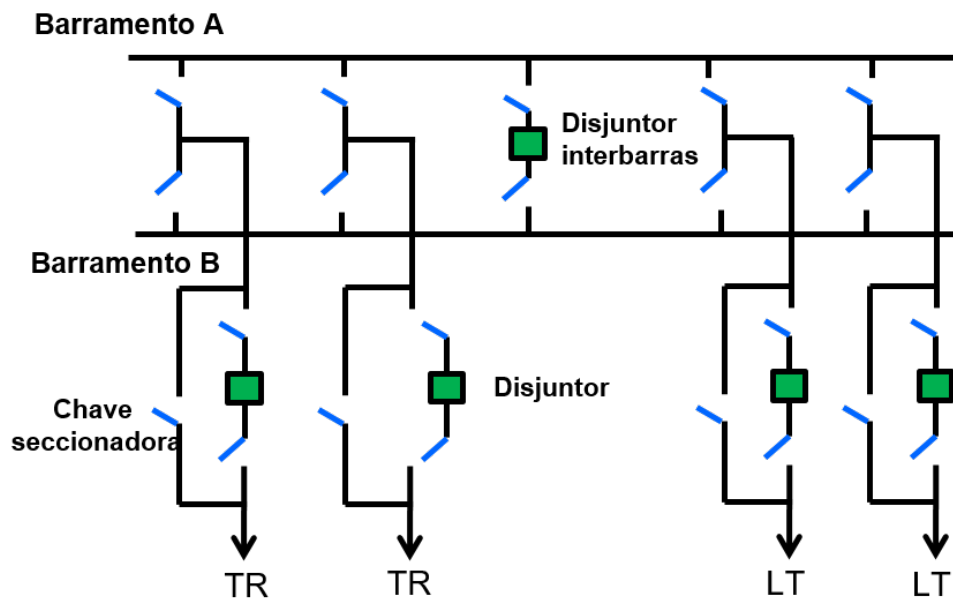 Barramento A
Disjuntor
interbarras
Barramento B
Chave
seccionadora
Disjuntor
TR
TR
LT
LT